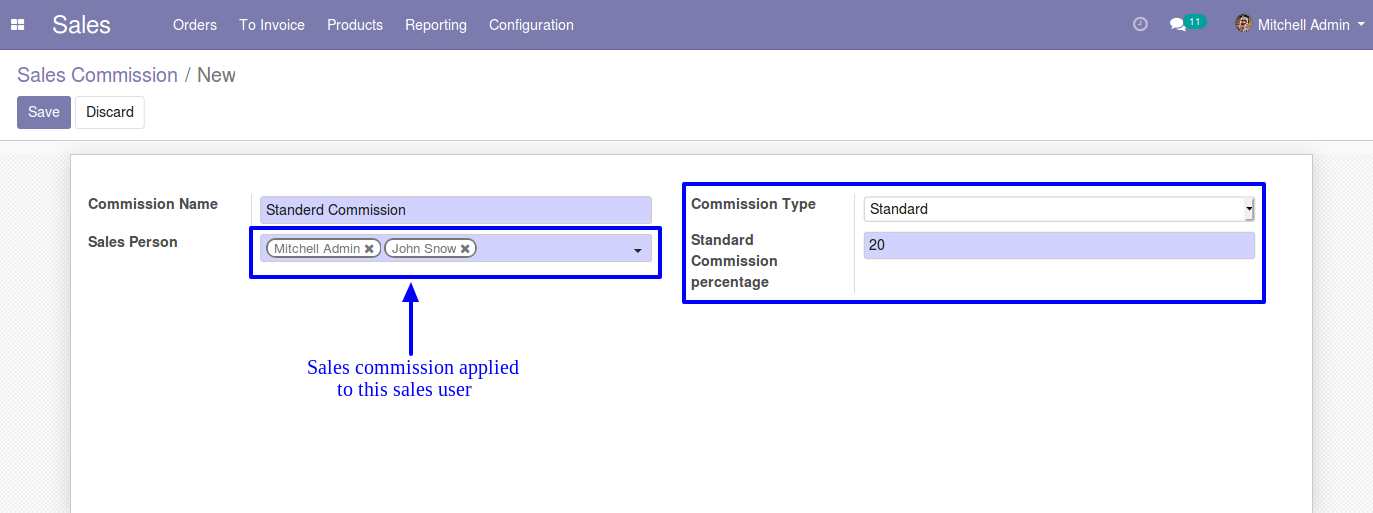 Sales Orders To Invoice Products Reporting Configuration 11 Mitchell Admin
Sales Commission / New
Save Discard
Commission Name Standerd Commission
Sales Person Mitchell Admin John Snow
Commission Type Standard
Standard 20
Commission
percentage
Sales commission applied
to this sales user